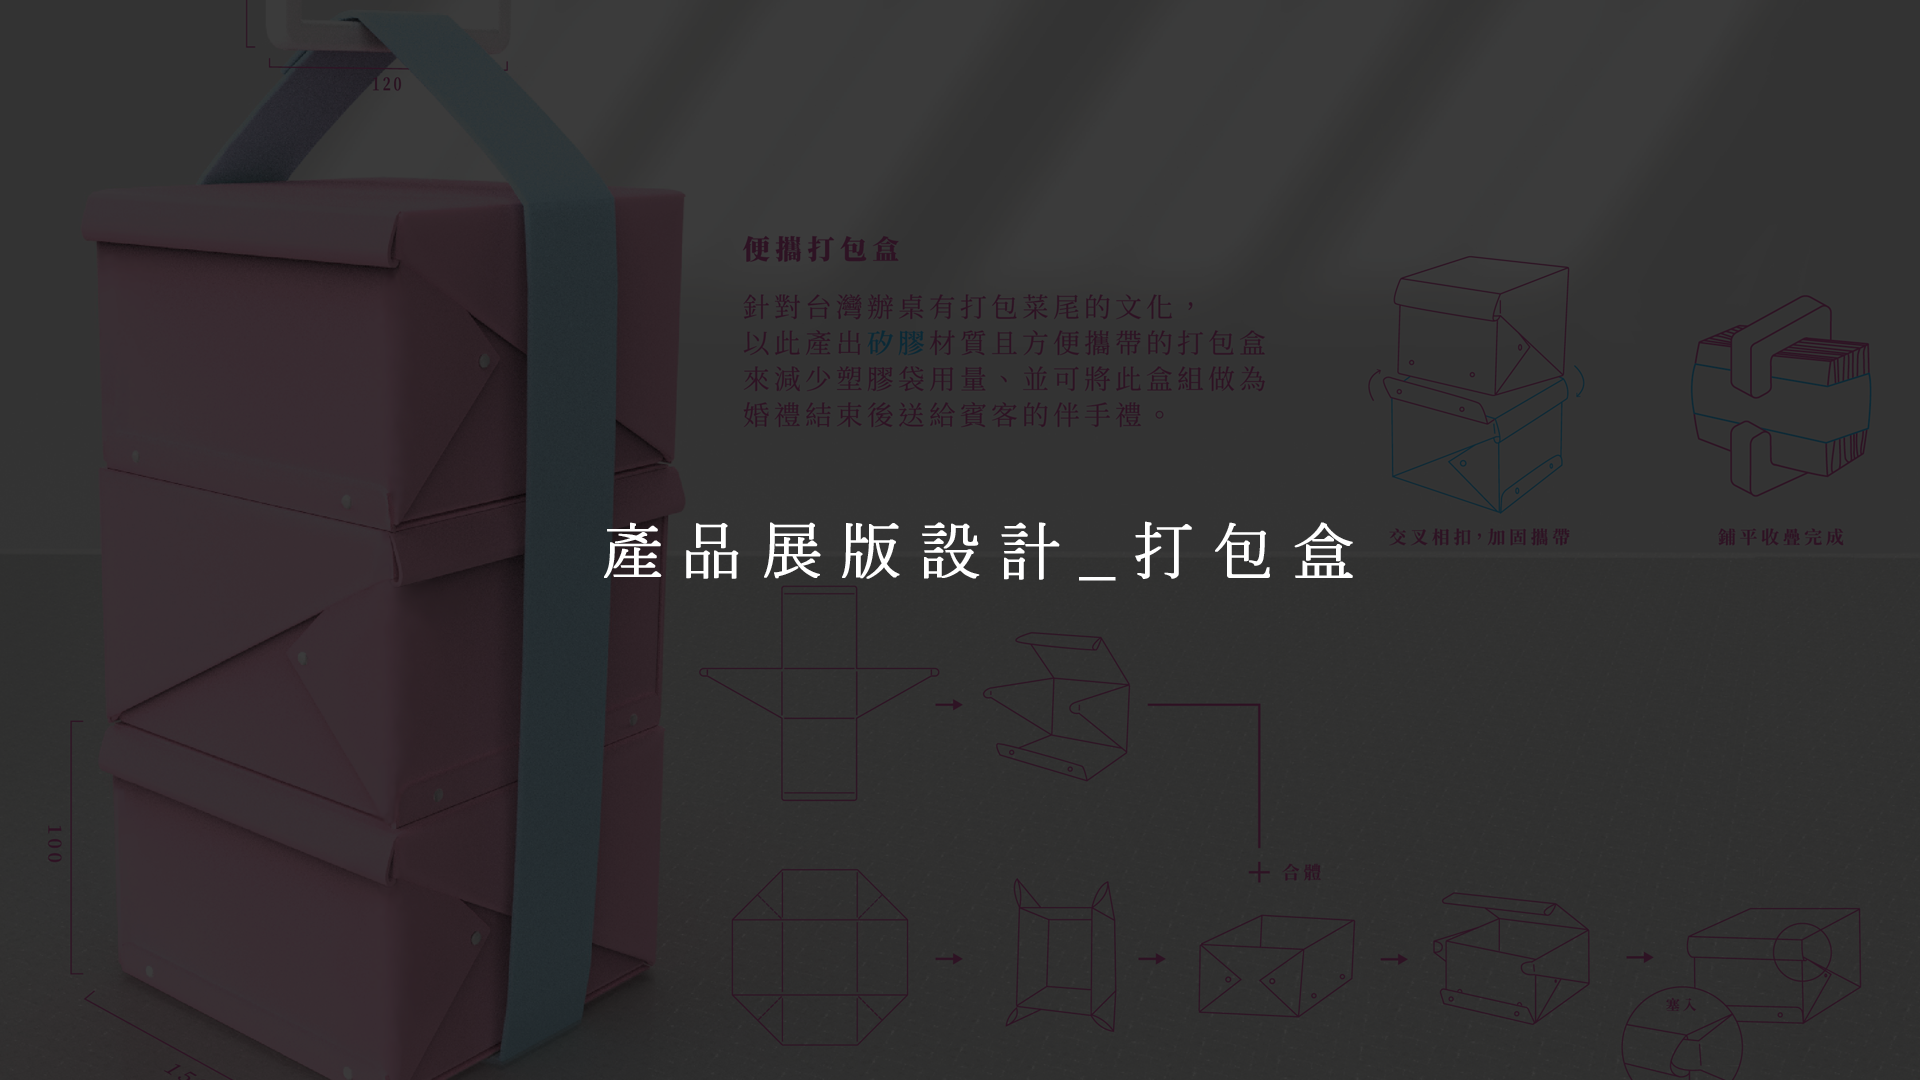 120
便攜打包盒
針對台灣辦桌有打包菜尾的文化，
以此產出矽膠材質且方便攜帶的打包盒
來減少塑膠袋用量、並可將此盒組做為
婚禮結束後送給賓客的伴手禮。
產品展版設計_打包盒
交叉相扣，加固攜帶
鋪平收疊完成
100
合體
塞入